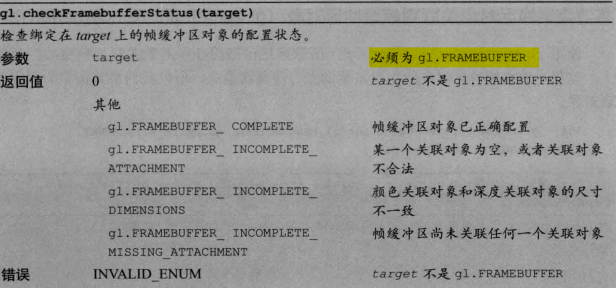 gl.checkFramebufferStatus(target)
检查绑定在 target 上的帧缓冲区对象的配置状态。
参数 target 必须为 gl.FRAMEBUFFER
返回值 0 target 不是 gl.FRAMEBUFFER
其他
gl.FRAMEBUFFER_ COMPLETE 帧缓冲区对象已正确配置
gl.FRAMEBUFFER_ INCOMPLETE_ 某一个关联对象为空，或者关联对象
ATTACHMENT 不合法
gl.FRAMEBUFFER_ INCOMPLETE_ 颜色关联对象和深度关联对象的尺寸
DIMENSIONS 不一致
gl.FRAMEBUFFER_ INCOMPLETE_ 帧缓冲区尚未关联任何一个关联对象
MISSING_ATTACHMENT
错误 INVALID_ENUM target 不是 gl.FRAMEBUFFER